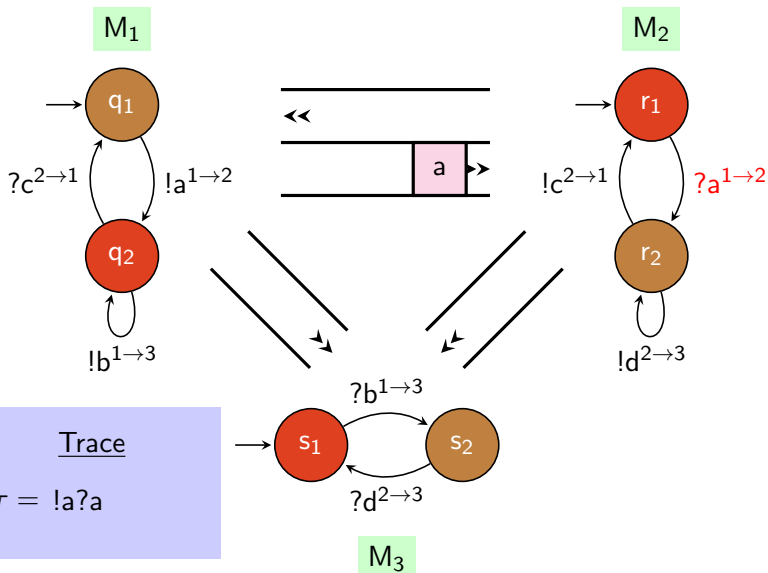 M₁
M₂
q₁
r₁
?c²→¹
!a¹→²
a
!c²→¹
?a¹→²
q₂
r₂
!b¹→³
!d²→³
?b¹→³
Trace
s₁
s₂
= !a?a
?d²→³
M₃